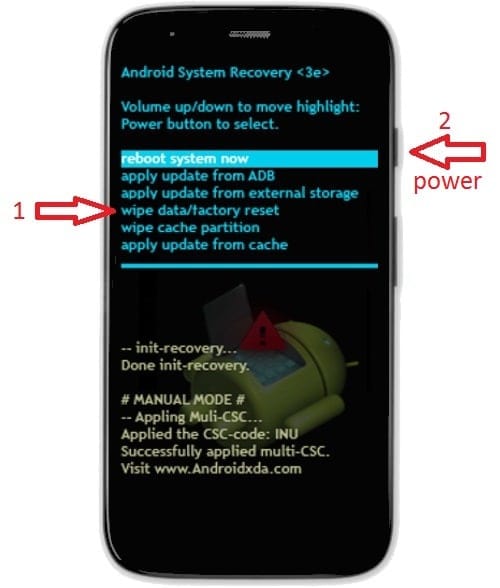 Android System Recovery <3e>
Volume up/down to move highlight:
Power button to select.
reboot system now
apply update from ADB
apply update from external storage
wipe data/factory reset
wipe cache partition
apply update from cache
1
2
power
-- init-recovery...
Done init-recovery.
# MANUAL MODE #
-- Appling Muli-CSC...
Applied the CSC-code: INU
Successfully applied multi-CSC.
Visit www.Androidxda.com